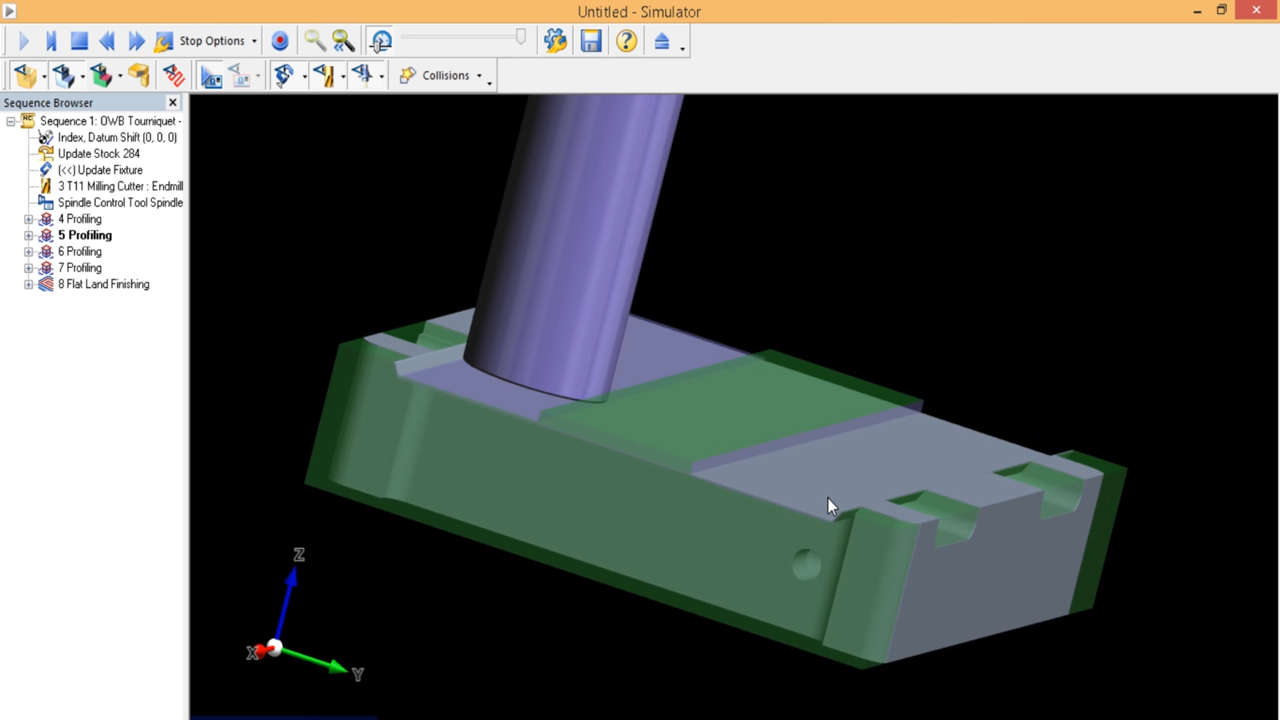 Untitled - Simulator
Stop Options
Collisions
Sequence Browser
Sequence 1: OWB Tourniquet -
Index, Datum Shift (0, 0, 0)
Update Stock 284
(<<) Update Fixture
3 T11 Milling Cutter : Endmill
Spindle Control Tool Spindle
4 Profiling
5 Profiling
6 Profiling
7 Profiling
8 Flat Land Finishing
Z
X
Y